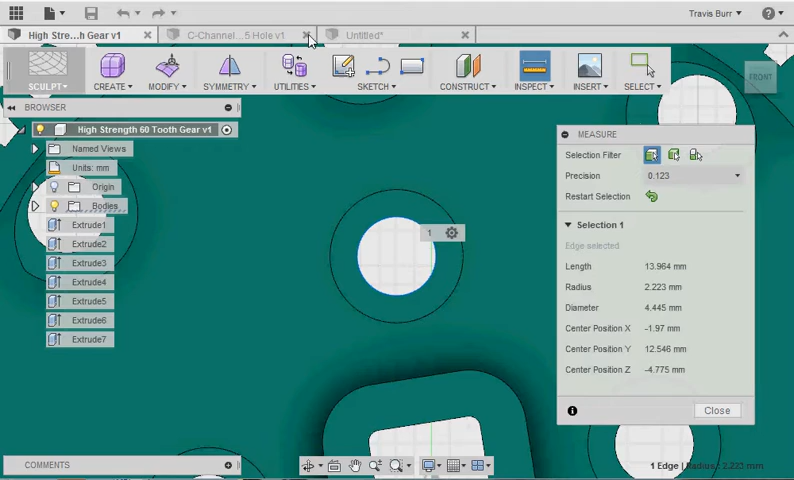 Travis Burr
High Stre...h Gear v1
C-Channel...5 Hole v1
Untitled*
SCULPT
CREATE
MODIFY
SYMMETRY
UTILITIES
SKETCH
CONSTRUCT
INSPECT
INSERT
SELECT
FRONT
BROWSER
High Strength 60 Tooth Gear v1
Named Views
Units: mm
Origin
Bodies
Extrude1
Extrude2
Extrude3
Extrude4
Extrude5
Extrude6
Extrude7
1
MEASURE
Selection Filter
Precision 0.123
Restart Selection
Selection 1
Edge selected
Length 13.964 mm
Radius 2.223 mm
Diameter 4.445 mm
Center Position X -1.97 mm
Center Position Y 12.546 mm
Center Position Z -4.775 mm
Close
COMMENTS
1 Edge | Radius : 2.223 mm